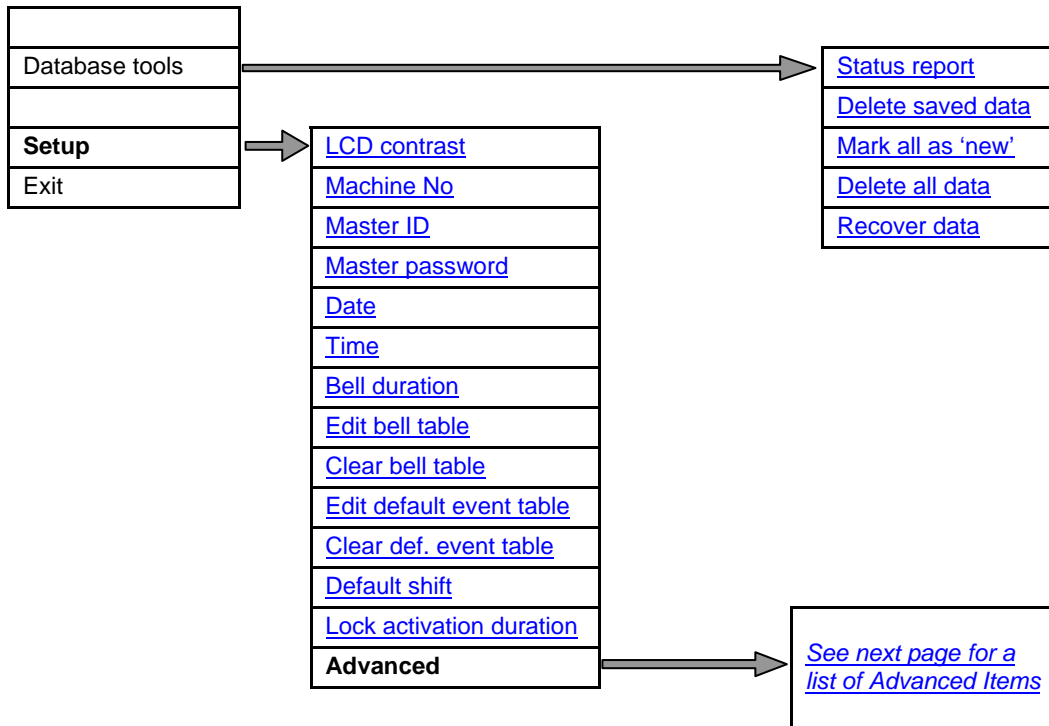 Database tools
Setup
Exit
LCD contrast
Machine No
Master ID
Master password
Date
Time
Bell duration
Edit bell table
Clear bell table
Edit default event table
Clear def. event table
Default shift
Lock activation duration
Advanced
Status report
Delete saved data
Mark all as ‘new’
Delete all data
Recover data
See next page for a
list of Advanced Items